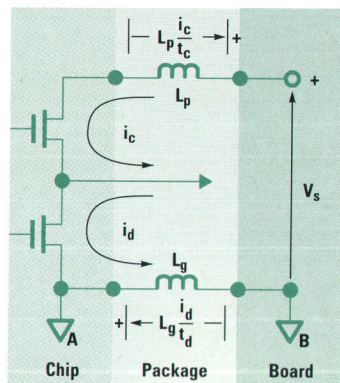 L_p i_c/t_c +
L_p +
i_c
V_s
i_d
L_g
A + L_g i_d/t_d B
Chip Package Board